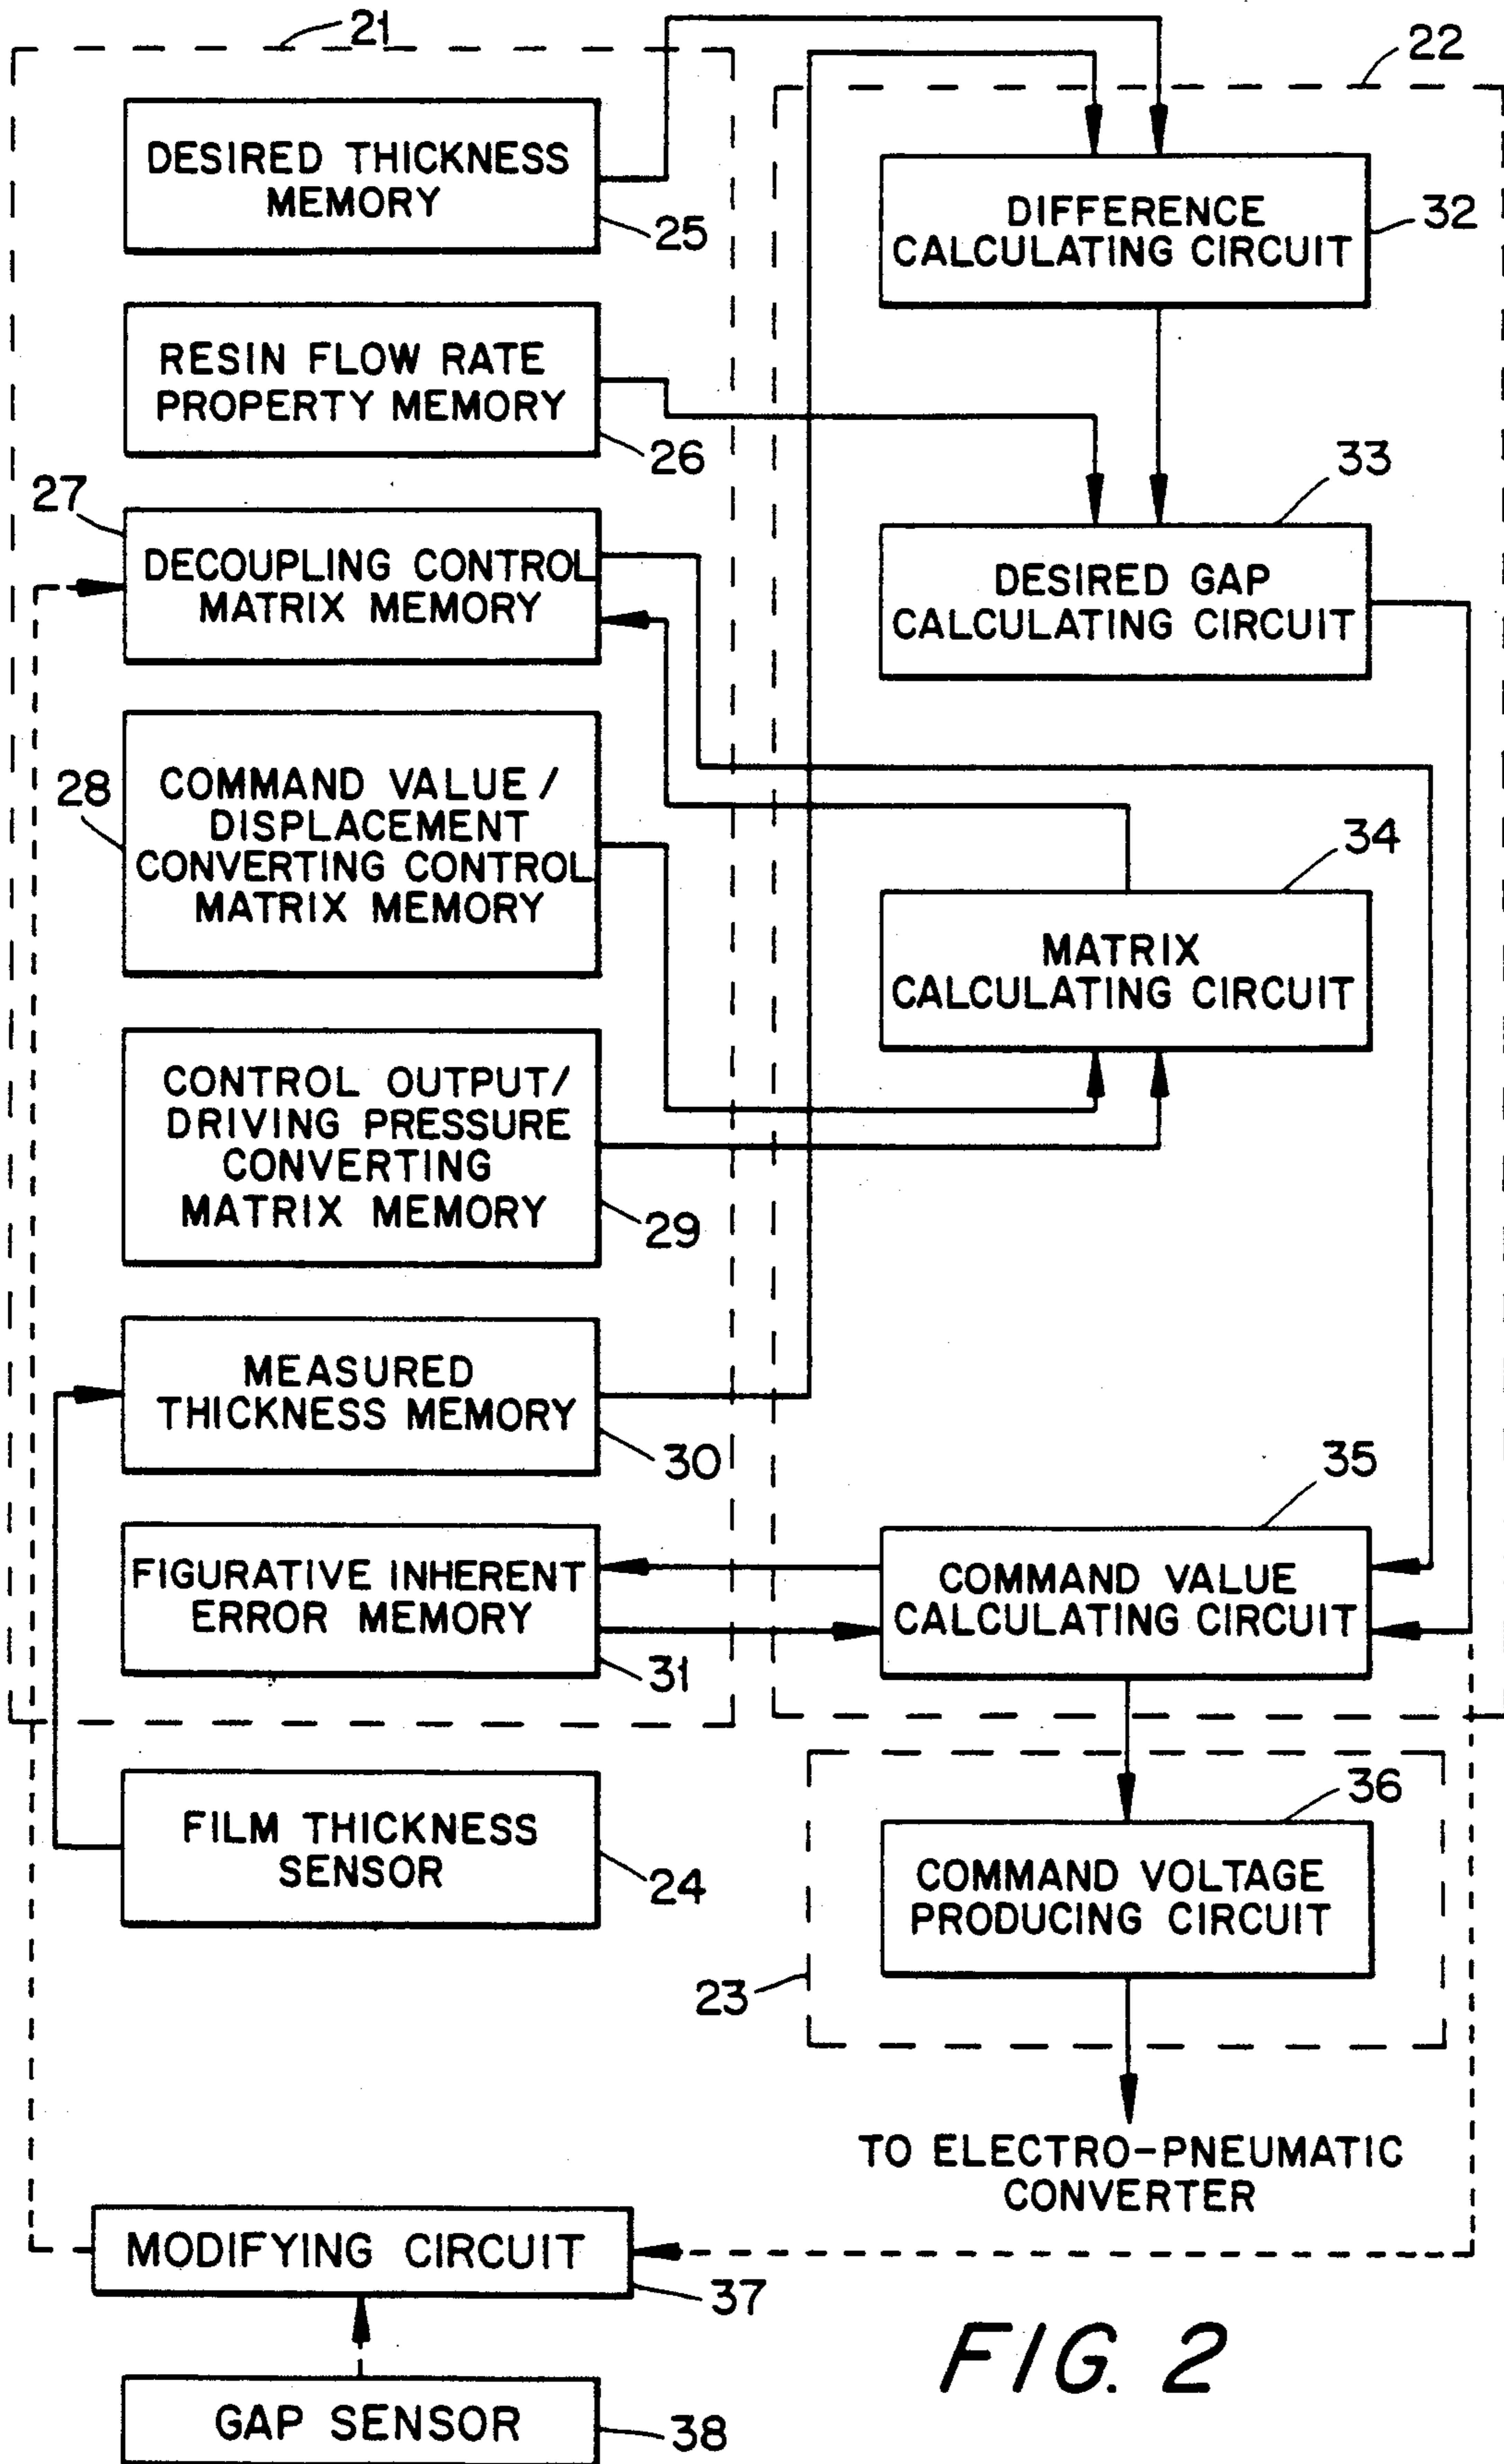 21
22
DESIRED THICKNESS
MEMORY
25
DIFFERENCE
CALCULATING CIRCUIT
32
RESIN FLOW RATE
PROPERTY MEMORY
26
33
27
DECOUPLING CONTROL
MATRIX MEMORY
DESIRED GAP
CALCULATING CIRCUIT
28
COMMAND VALUE /
DISPLACEMENT
CONVERTING CONTROL
MATRIX MEMORY
34
MATRIX
CALCULATING CIRCUIT
CONTROL OUTPUT/
DRIVING PRESSURE
CONVERTING
MATRIX MEMORY
29
MEASURED
THICKNESS MEMORY
30
35
FIGURATIVE INHERENT
ERROR MEMORY
31
COMMAND VALUE
CALCULATING CIRCUIT
FILM THICKNESS
SENSOR
24
36
COMMAND VOLTAGE
PRODUCING CIRCUIT
23
TO ELECTRO-PNEUMATIC
CONVERTER
MODIFYING CIRCUIT
37
GAP SENSOR
38
FIG. 2